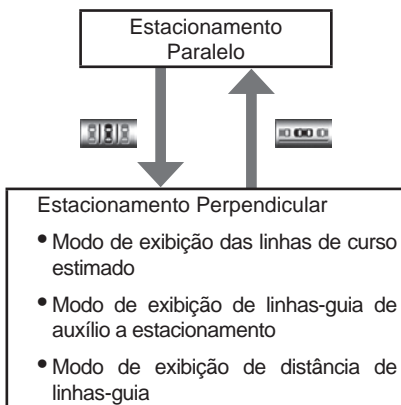 Estacionamento
Paralelo
Estacionamento Perpendicular
• Modo de exibição das linhas de curso
estimado
• Modo de exibição de linhas-guia de
auxílio a estacionamento
• Modo de exibição de distância de
linhas-guia